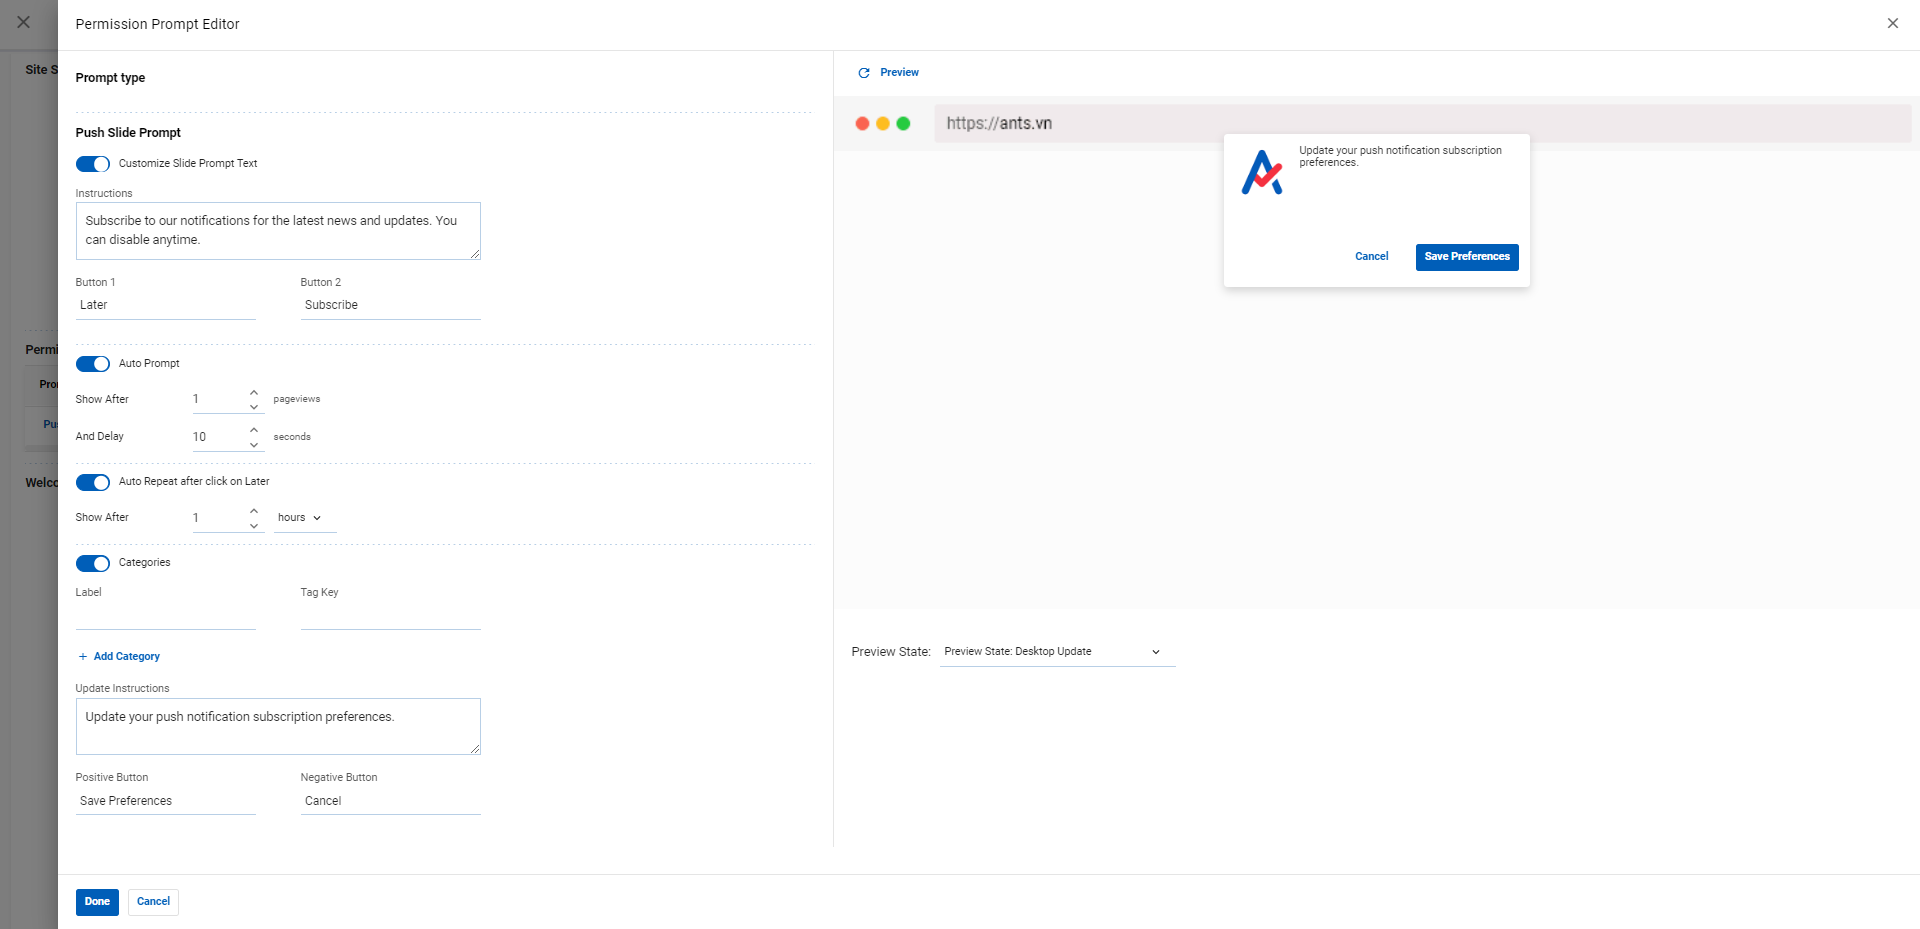 Permission Prompt Editor
Site S
Prompt type
Preview
https://ants.vn
Push Slide Prompt
Update your push notification subscription
preferences.
Customize Slide Prompt Text
Instructions
Subscribe to our notifications for the latest news and updates. You
can disable anytime.
Cancel
Save Preferences
Button 1
Button 2
Later
Subscribe
Permi
Auto Prompt
Pro
Show After
1
pageviews
Pu
And Delay
10
seconds
Welco
Auto Repeat after click on Later
Show After
1
hours
Categories
Label
Tag Key
+ Add Category
Preview State:
Preview State: Desktop Update
Update Instructions
Update your push notification subscription preferences.
Positive Button
Negative Button
Save Preferences
Cancel
Done
Cancel